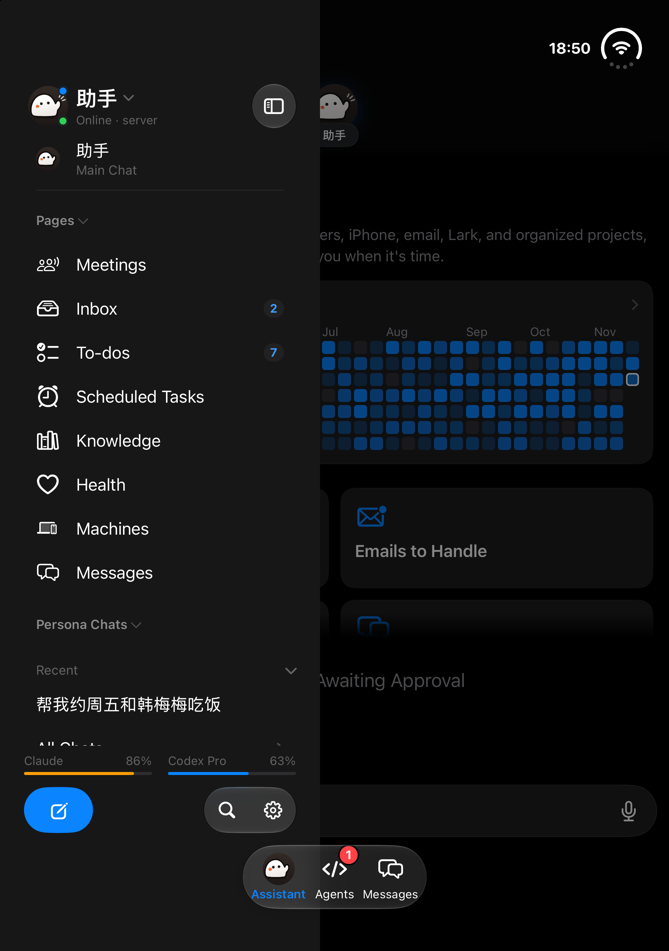 18:50
助手
Online · server
助手
Main Chat
助手
Pages
Meetings
Inbox
2
To-dos
7
Scheduled Tasks
Knowledge
Health
Machines
Messages
Persona Chats
Recent
帮我约周五和韩梅梅吃饭
All Chats
Claude 86%
Codex Pro 63%
iPhone, email, Lark, and organized projects,
you when it's time.
Jul Aug Sep Oct Nov
Emails to Handle
Awaiting Approval
1
Assistant
Agents
Messages